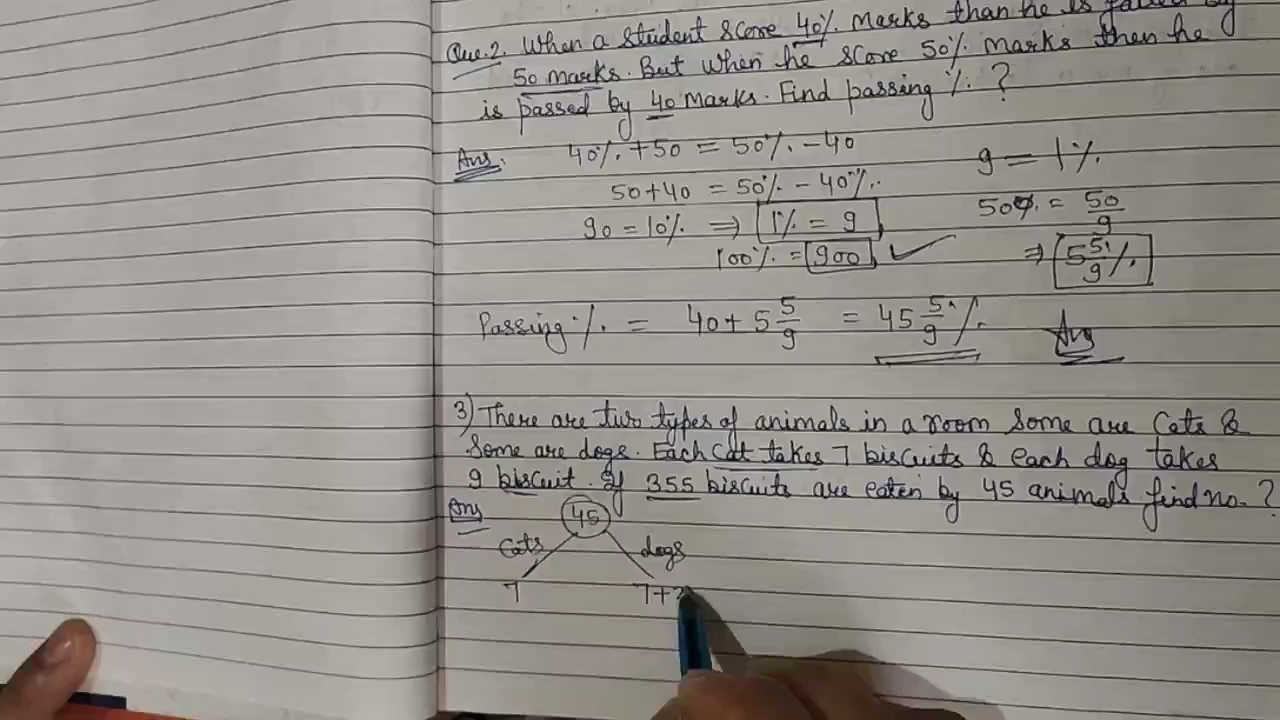 Que.2. When a student score 40% marks than he is failed by
50 marks. But when he score 50% marks then he
is passed by 40 marks. Find passing % ?
Ans. 40% + 50 = 50% - 40
50+40 = 50% - 40%
90 = 10% ⇒ 1% = 9
100% = 900 ✓
9 = 1%
50 = 50/9
⇒ 5 5/9 %
Passing % = 40 + 5 5/9 = 45 5/9 % Ans
3) There are two types of animals in a room some are Cats &
some are dogs. Each cat takes 7 biscuits & each dog takes
9 biscuit. If 355 biscuits are eaten by 45 animals find no. ?
Ans 45
Cats dogs
7 7+2